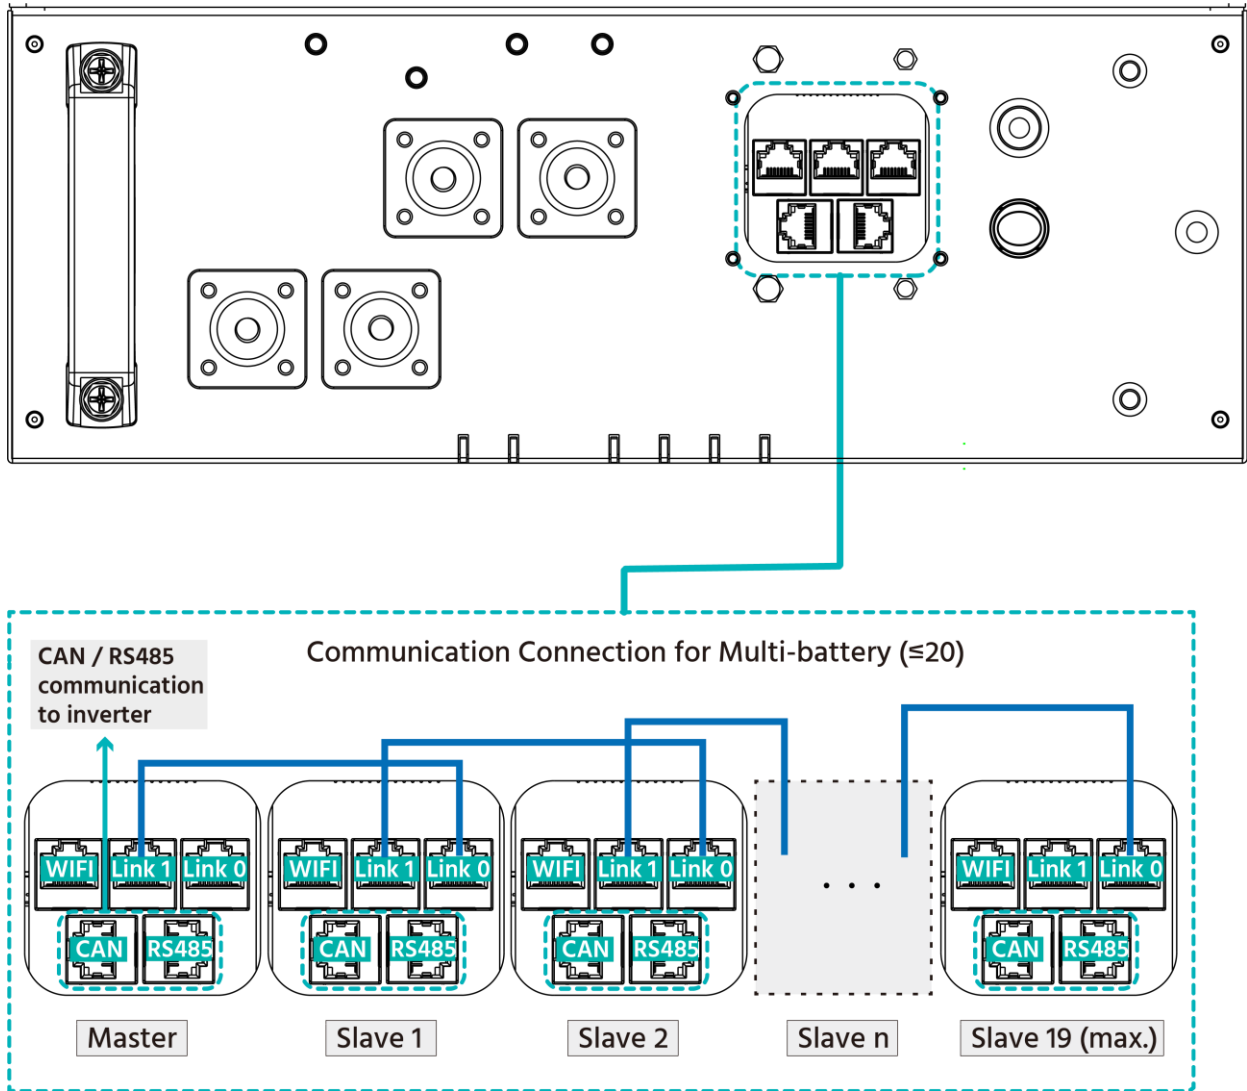 CAN / RS485
communication
to inverter
Communication Connection for Multi-battery (≤20)
WIFI Link 1 Link 0
CAN RS485
Master
WIFI Link 1 Link 0
CAN RS485
Slave 1
WIFI Link 1 Link 0
CAN RS485
Slave 2
. . .
Slave n
WIFI Link 1 Link 0
CAN RS485
Slave 19 (max.)